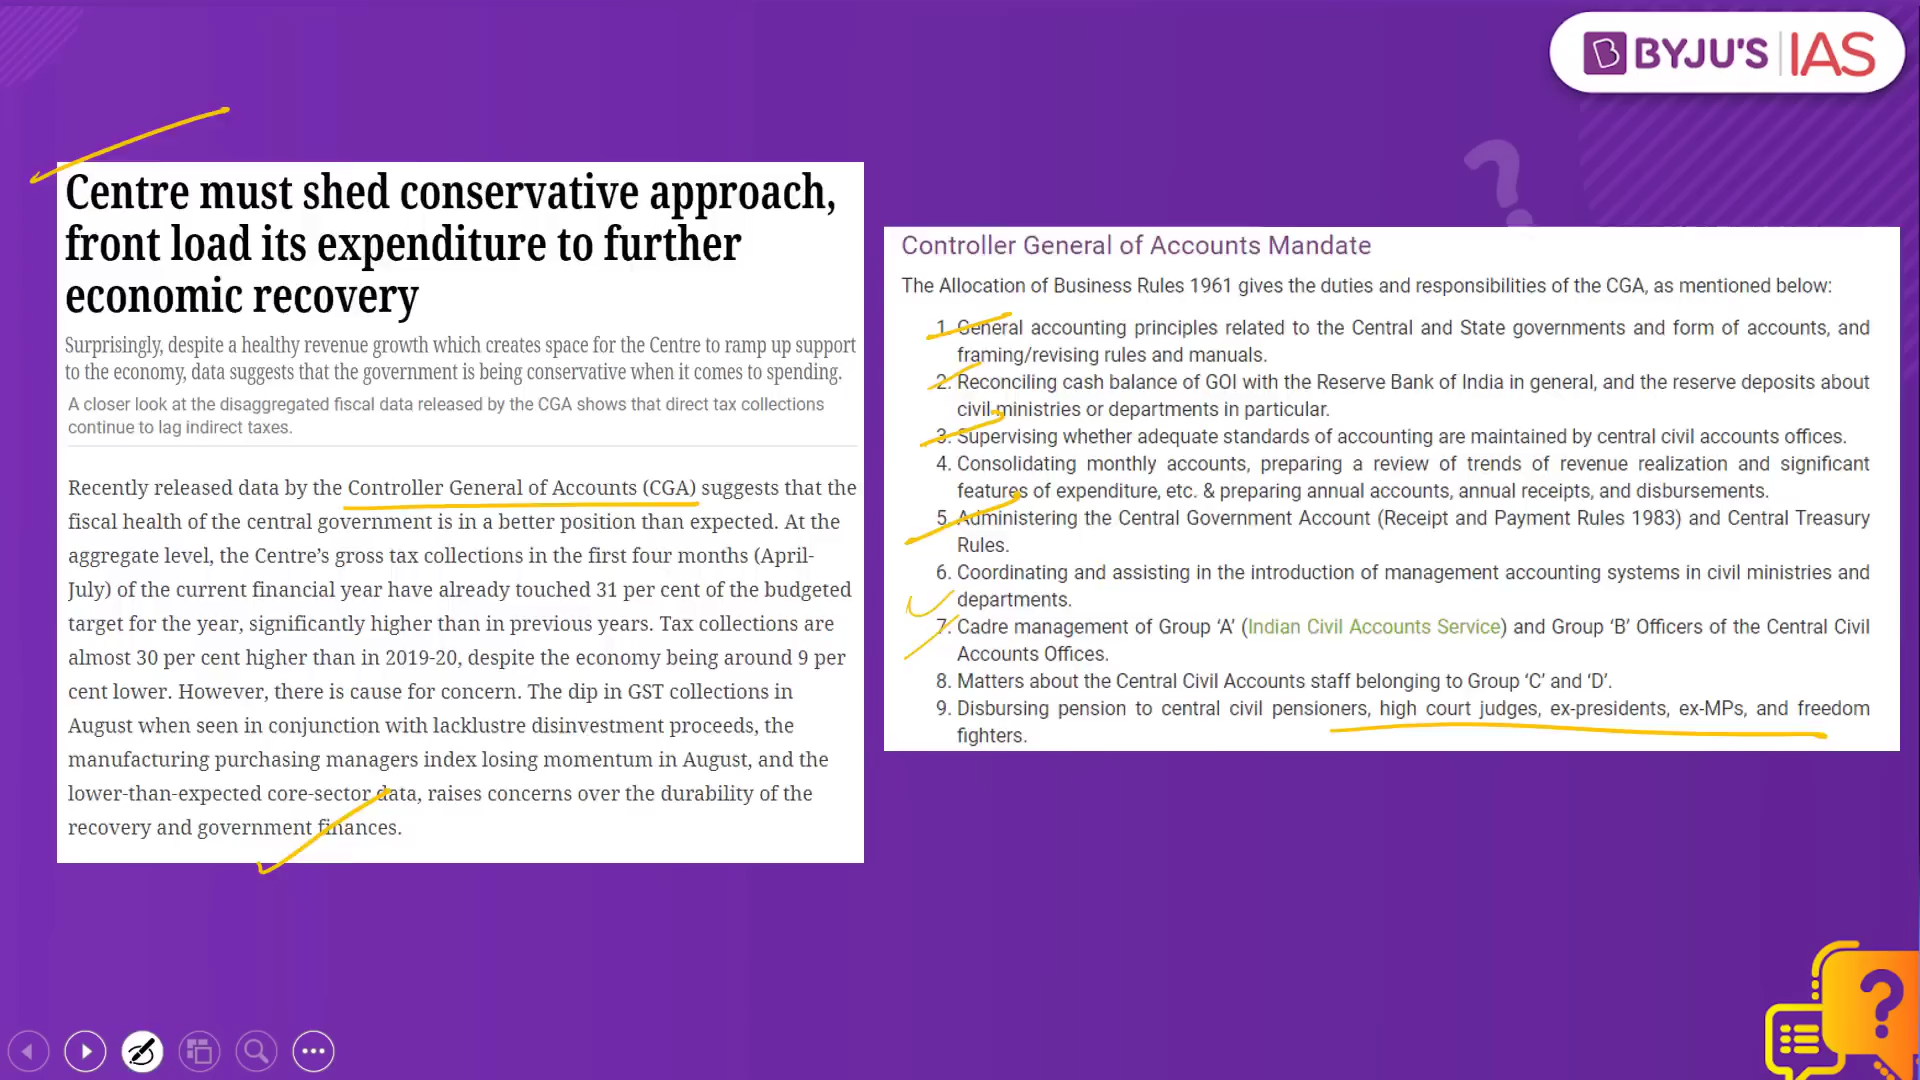 BYJU'S IAS
Centre must shed conservative approach,
front load its expenditure to further
economic recovery
Surprisingly, despite a healthy revenue growth which creates space for the Centre to ramp up support
to the economy, data suggests that the government is being conservative when it comes to spending.
A closer look at the disaggregated fiscal data released by the CGA shows that direct tax collections
continue to lag indirect taxes.
Recently released data by the Controller General of Accounts (CGA) suggests that the
fiscal health of the central government is in a better position than expected. At the
aggregate level, the Centre's gross tax collections in the first four months (April-
July) of the current financial year have already touched 31 per cent of the budgeted
target for the year, significantly higher than in previous years. Tax collections are
almost 30 per cent higher than in 2019-20, despite the economy being around 9 per
cent lower. However, there is cause for concern. The dip in GST collections in
August when seen in conjunction with lacklustre disinvestment proceeds, the
manufacturing purchasing managers index losing momentum in August, and the
lower-than-expected core-sector data, raises concerns over the durability of the
recovery and government finances.
Controller General of Accounts Mandate
The Allocation of Business Rules 1961 gives the duties and responsibilities of the CGA, as mentioned below:
1. General accounting principles related to the Central and State governments and form of accounts, and
framing/revising rules and manuals.
2. Reconciling cash balance of GOI with the Reserve Bank of India in general, and the reserve deposits about
civil ministries or departments in particular.
3. Supervising whether adequate standards of accounting are maintained by central civil accounts offices.
4. Consolidating monthly accounts, preparing a review of trends of revenue realization and significant
features of expenditure, etc. & preparing annual accounts, annual receipts, and disbursements.
5. Administering the Central Government Account (Receipt and Payment Rules 1983) and Central Treasury
Rules.
6. Coordinating and assisting in the introduction of management accounting systems in civil ministries and
departments.
7. Cadre management of Group 'A' (Indian Civil Accounts Service) and Group 'B' Officers of the Central Civil
Accounts Offices.
8. Matters about the Central Civil Accounts staff belonging to Group 'C' and 'D'.
9. Disbursing pension to central civil pensioners, high court judges, ex-presidents, ex-MPs, and freedom
fighters.